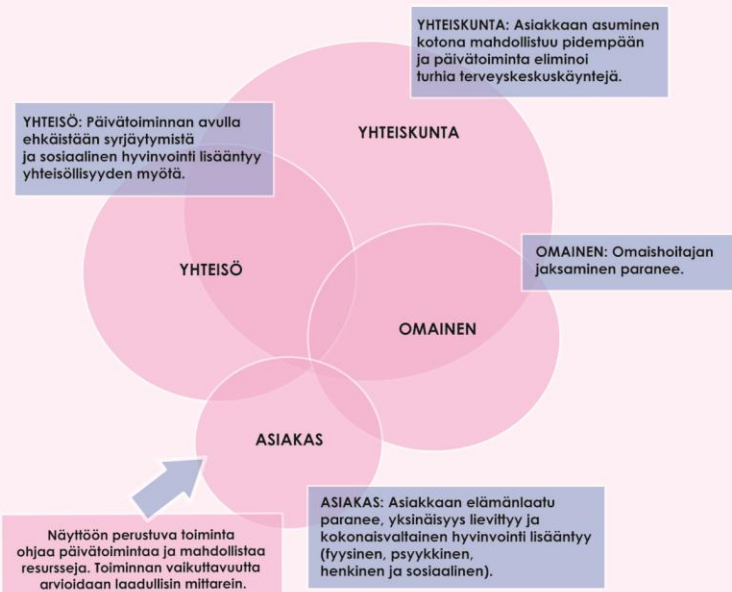 YHTEISKUNTA: Asiakkaan asuminen
kotona mahdollistuu pidempään
ja päivätoiminta eliminoi
turhia terveyskeskuskäyntejä.
YHTEISÖ: Päivätoiminnan avulla
ehkäistään syrjäytymistä
ja sosiaalinen hyvinvointi lisääntyy
yhteisöllisyyden myötä.
YHTEISKUNTA
OMAINEN: Omaishoitajan
jaksaminen paranee.
YHTEISÖ
OMAINEN
ASIAKAS
ASIAKAS: Asiakkaan elämänlaatu
paranee, yksinäisyys lievittyy ja
kokonaisvaltainen hyvinvointi lisääntyy
(fyysinen, psyykkinen,
henkinen ja sosiaalinen).
Näyttöön perustuva toiminta
ohjaa päivätoimintaa ja mahdollistaa
resursseja. Toiminnan vaikuttavuutta
arvioidaan laadullisin mittarein.